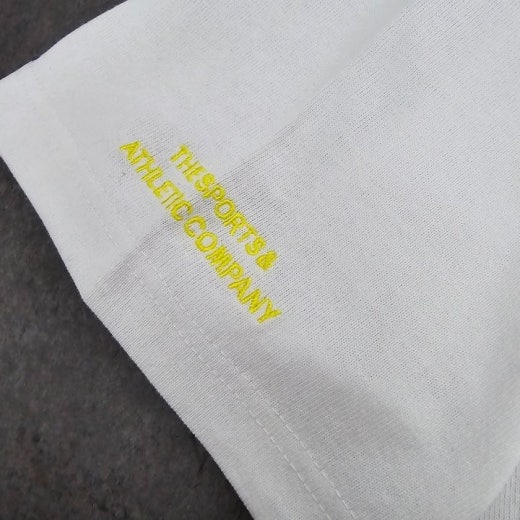 THE SPORTS &
ATHLETIC COMPANY